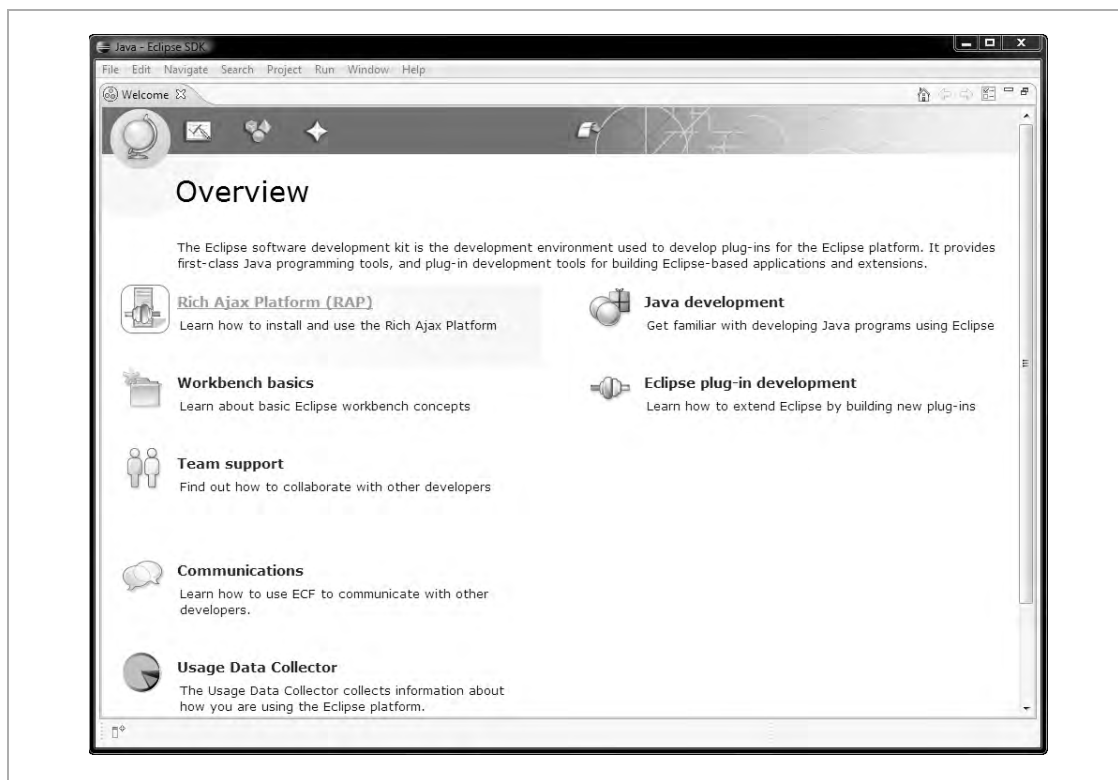 Java - Eclipse SDK
File Edit Navigate Search Project Run Window Help
Welcome
Overview
The Eclipse software development kit is the development environment used to develop plug-ins for the Eclipse platform. It provides
first-class Java programming tools, and plug-in development tools for building Eclipse-based applications and extensions.
Rich Ajax Platform (RAP)
Learn how to install and use the Rich Ajax Platform
Java development
Get familiar with developing Java programs using Eclipse
Workbench basics
Learn about basic Eclipse workbench concepts
Eclipse plug-in development
Learn how to extend Eclipse by building new plug-ins
Team support
Find out how to collaborate with other developers
Communications
Learn how to use ECF to communicate with other
developers.
Usage Data Collector
The Usage Data Collector collects information about
how you are using the Eclipse platform.